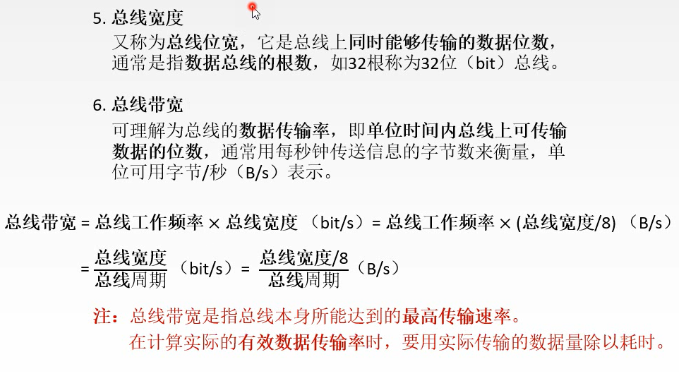 5. 总线宽度
又称为总线位宽，它是总线上同时能够传输的数据位数，
通常是指数据总线的根数，如32根称为32位（bit）总线。
6. 总线带宽
可理解为总线的数据传输率，即单位时间内总线上可传输
数据的位数，通常用每秒钟传送信息的字节数来衡量，单
位可用字节/秒（B/s）表示。
总线带宽 = 总线工作频率 × 总线宽度 （bit/s）= 总线工作频率 × (总线宽度/8) （B/s）
= 总线宽度/总线周期 （bit/s）= 总线宽度/8/总线周期 （B/s）
注：总线带宽是指总线本身所能达到的最高传输速率。
在计算实际的有效数据传输率时，要用实际传输的数据量除以耗时。